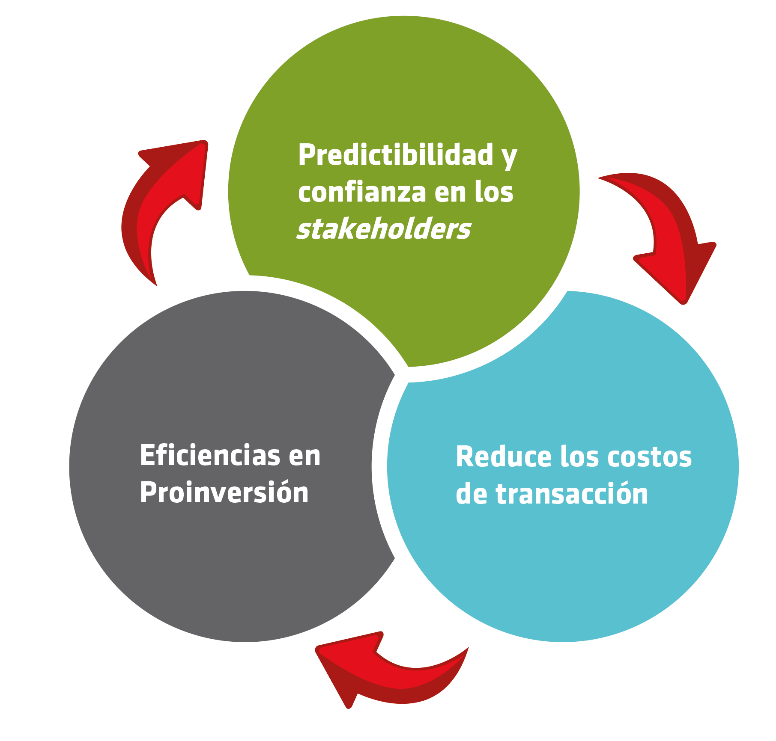 Predictibilidad y
confianza en los
stakeholders
Eficiencias en
Proinversión
Reduce los costos
de transacción